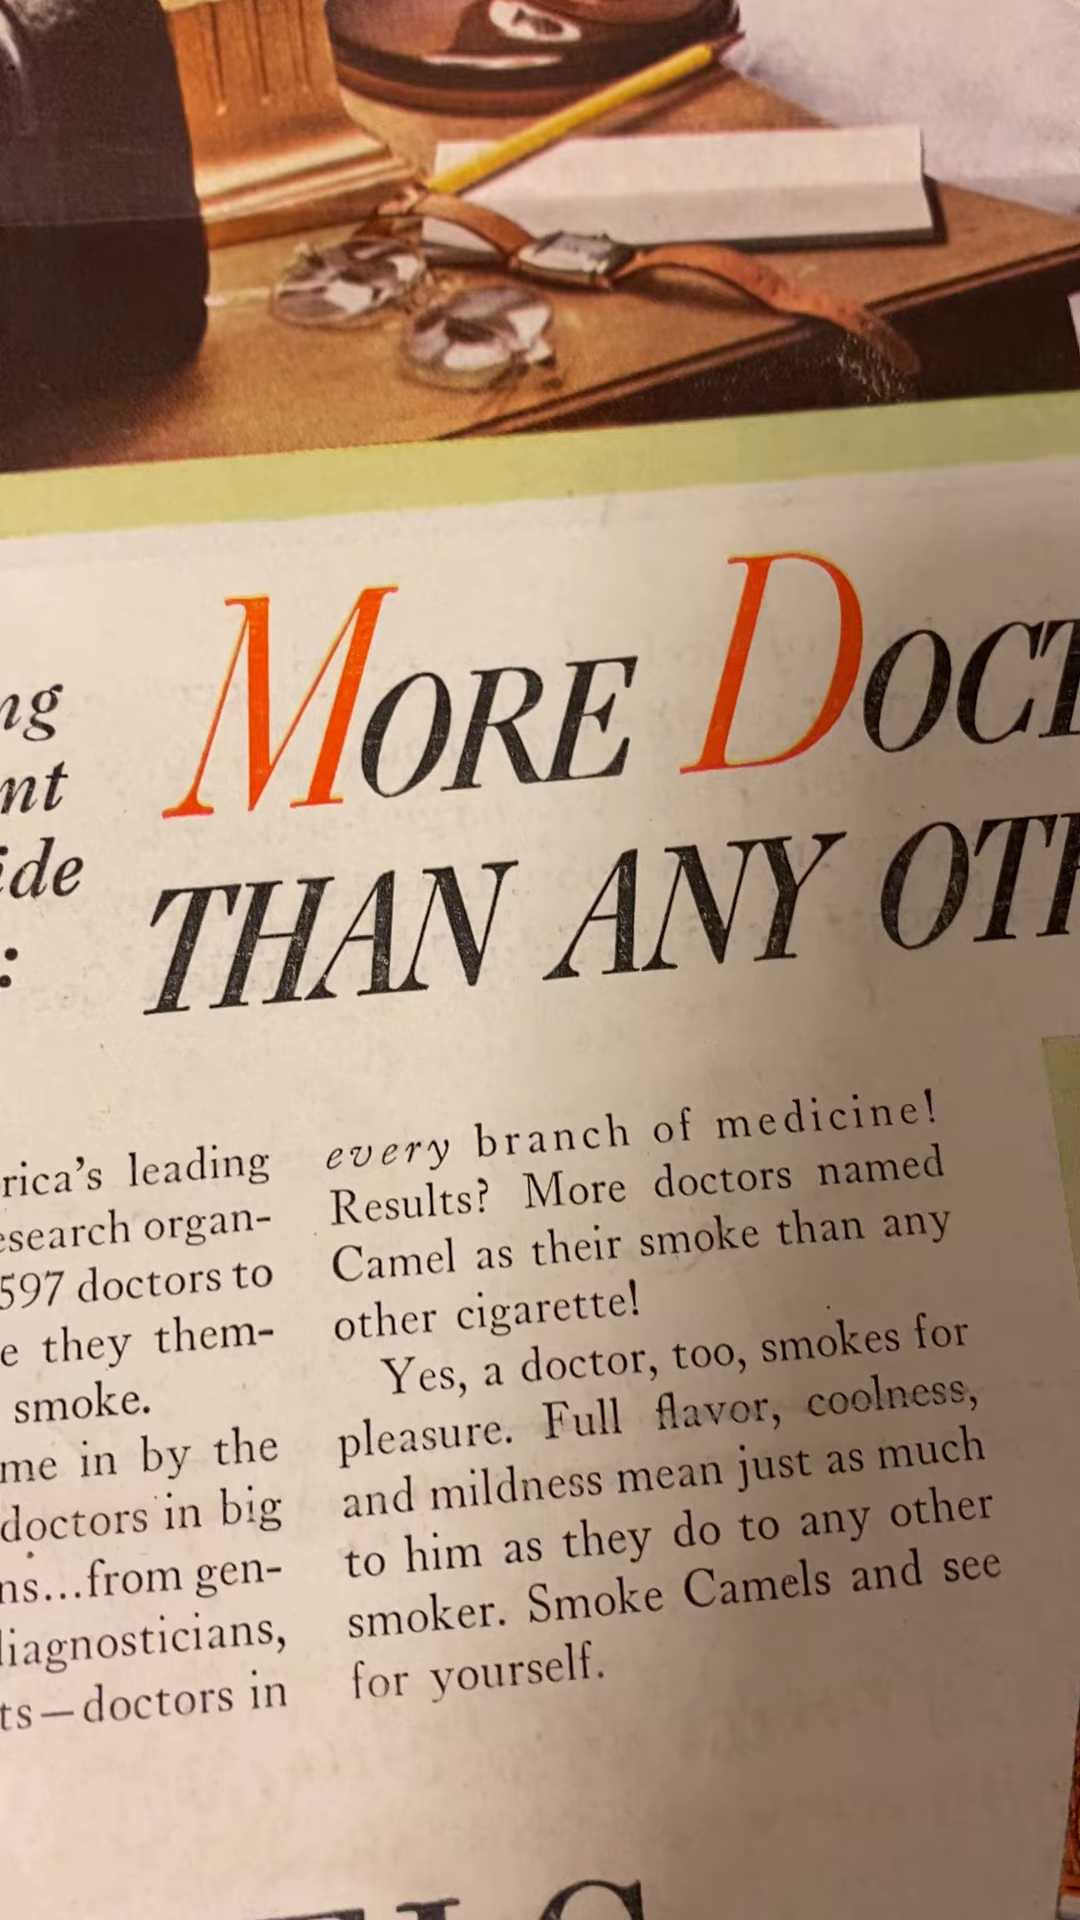 ng
nt
ide
:
MORE DOCT
THAN ANY OTH
rica's leading
esearch organ-
597 doctors to
e they them-
smoke.
me in by the
doctors in big
ns...from gen-
diagnosticians,
ts—doctors in
every branch of medicine!
Results? More doctors named
Camel as their smoke than any
other cigarette!
Yes, a doctor, too, smokes for
pleasure. Full flavor, coolness,
and mildness mean just as much
to him as they do to any other
smoker. Smoke Camels and see
for yourself.